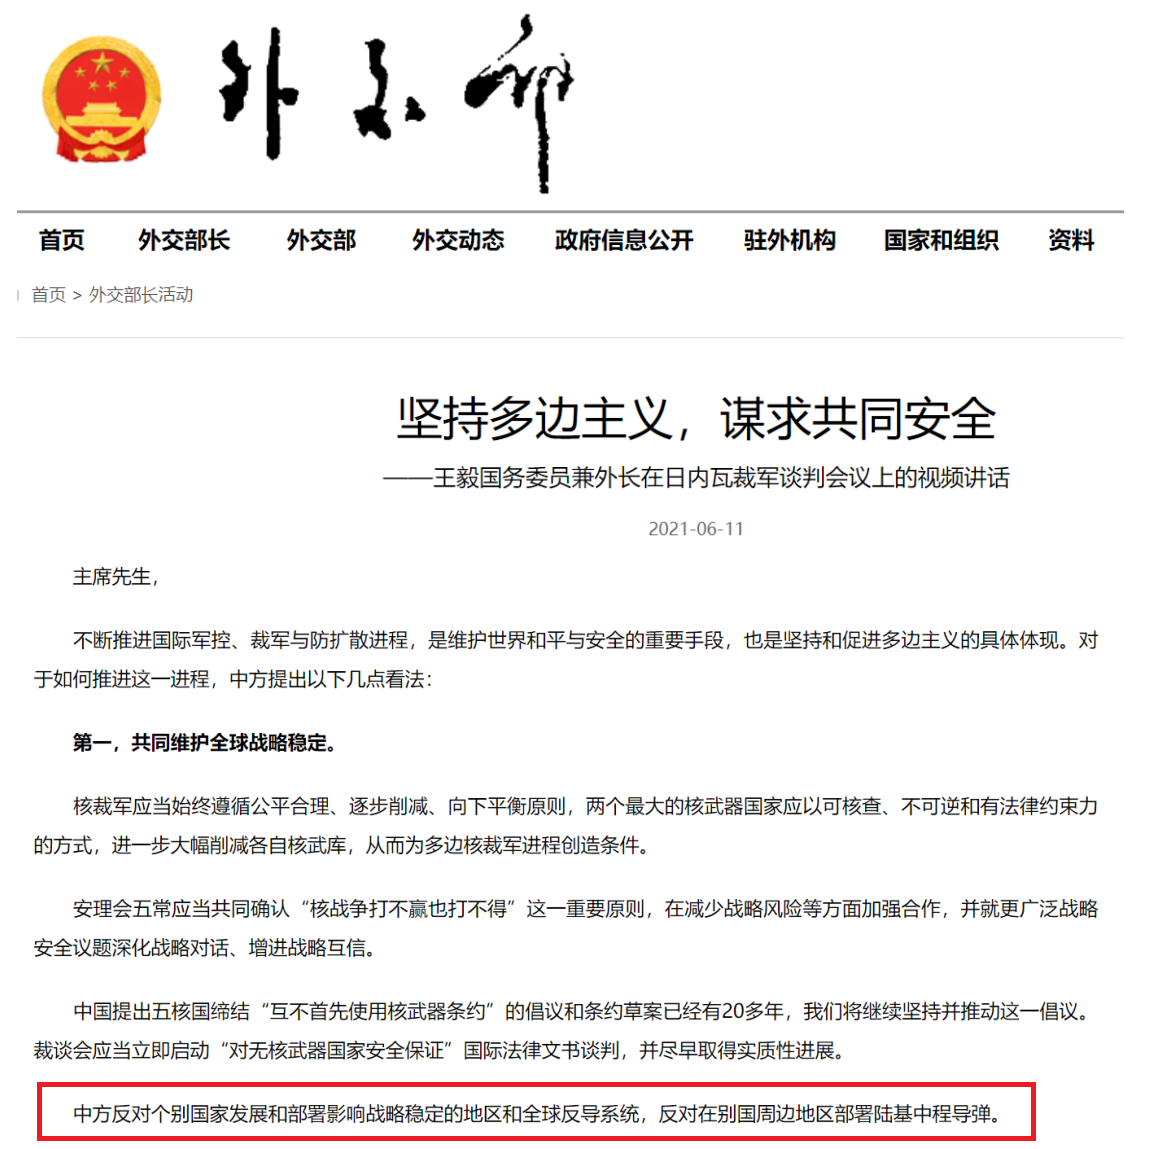 外交部
首页 外交部长 外交部 外交动态 政府信息公开 驻外机构 国家和组织 资料
首页 > 外交部长活动
坚持多边主义，谋求共同安全
——王毅国务委员兼外长在日内瓦裁军谈判会议上的视频讲话
2021-06-11
主席先生，
不断推进国际军控、裁军与防扩散进程，是维护世界和平与安全的重要手段，也是坚持和促进多边主义的具体体现。对
于如何推进这一进程，中方提出以下几点看法：
第一，共同维护全球战略稳定。
核裁军应当始终遵循公平合理、逐步削减、向下平衡原则，两个最大的核武器国家应以可核查、不可逆和有法律约束力
的方式，进一步大幅削减各自核武库，从而为多边核裁军进程创造条件。
安理会五常应当共同确认“核战争打不赢也打不得”这一重要原则，在减少战略风险等方面加强合作，并就更广泛战略
安全议题深化战略对话、增进战略互信。
中国提出五核国缔结“互不首先使用核武器条约”的倡议和条约草案已经有20多年，我们将继续坚持并推动这一倡议。
裁谈会应当立即启动“对无核武器国家安全保证”国际法律文书谈判，并尽早取得实质性进展。
中方反对个别国家发展和部署影响战略稳定的地区和全球反导系统，反对在别国周边地区部署陆基中程导弹。